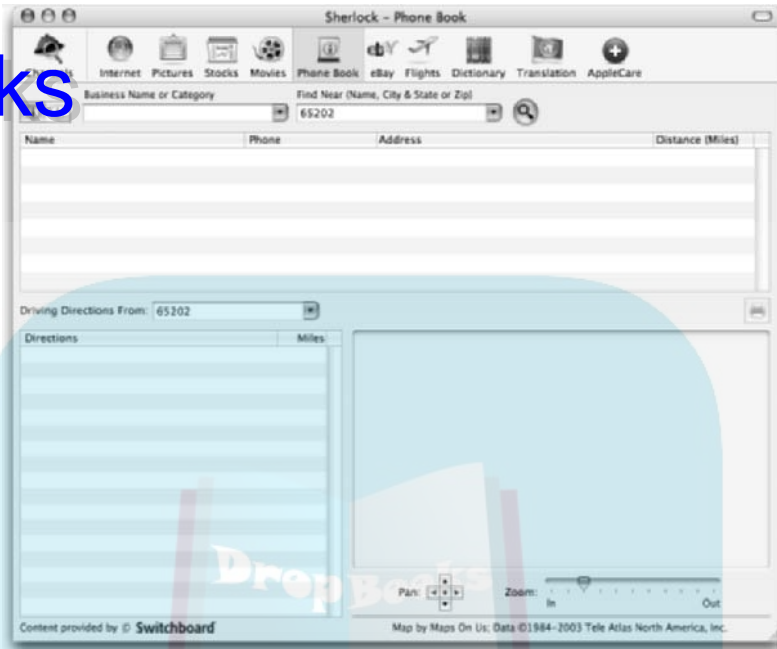 Sherlock – Phone Book
Internet Pictures Stocks Movies Phone Book eBay Flights Dictionary Translation AppleCare
ks
Business Name or Category Find Near (Name, City & State or Zip)
65202
Name Phone Address Distance (Miles)
Driving Directions From: 65202
Directions Miles
DropBooks
Pan: Zoom:
In Out
Content provided by Switchboard Map by Maps On Us; Data ©1984–2003 Tele Atlas North America, Inc.